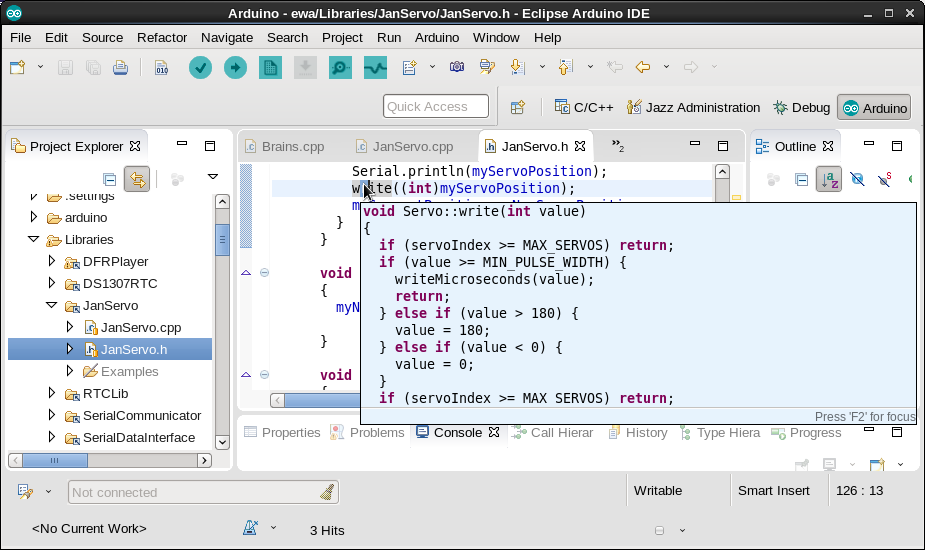 Arduino - ewa/Libraries/JanServo/JanServo.h - Eclipse Arduino IDE
File Edit Source Refactor Navigate Search Project Run Arduino Window Help
010
Quick Access C/C++ Jazz Administration Debug Arduino
Project Explorer
.settings
arduino
Libraries
DFRPlayer
DS1307RTC
JanServo
JanServo.cpp
JanServo.h
Examples
RTCLib
SerialCommunicator
SerialDataInterface
Brains.cpp JanServo.cpp JanServo.h »2
Serial.println(myServoPosition);
write((int)myServoPosition);
}
}
void
{
myN
}
void
{
void Servo::write(int value)
{
if (servoIndex >= MAX_SERVOS) return;
if (value >= MIN_PULSE_WIDTH) {
writeMicroseconds(value);
return;
} else if (value > 180) {
value = 180;
} else if (value < 0) {
value = 0;
}
if (servoIndex >= MAX SERVOS) return;
Press 'F2' for focus
Outline
Properties Problems Console Call Hierar History Type Hiera Progress
Not connected Writable Smart Insert 126 : 13
<No Current Work> 3 Hits